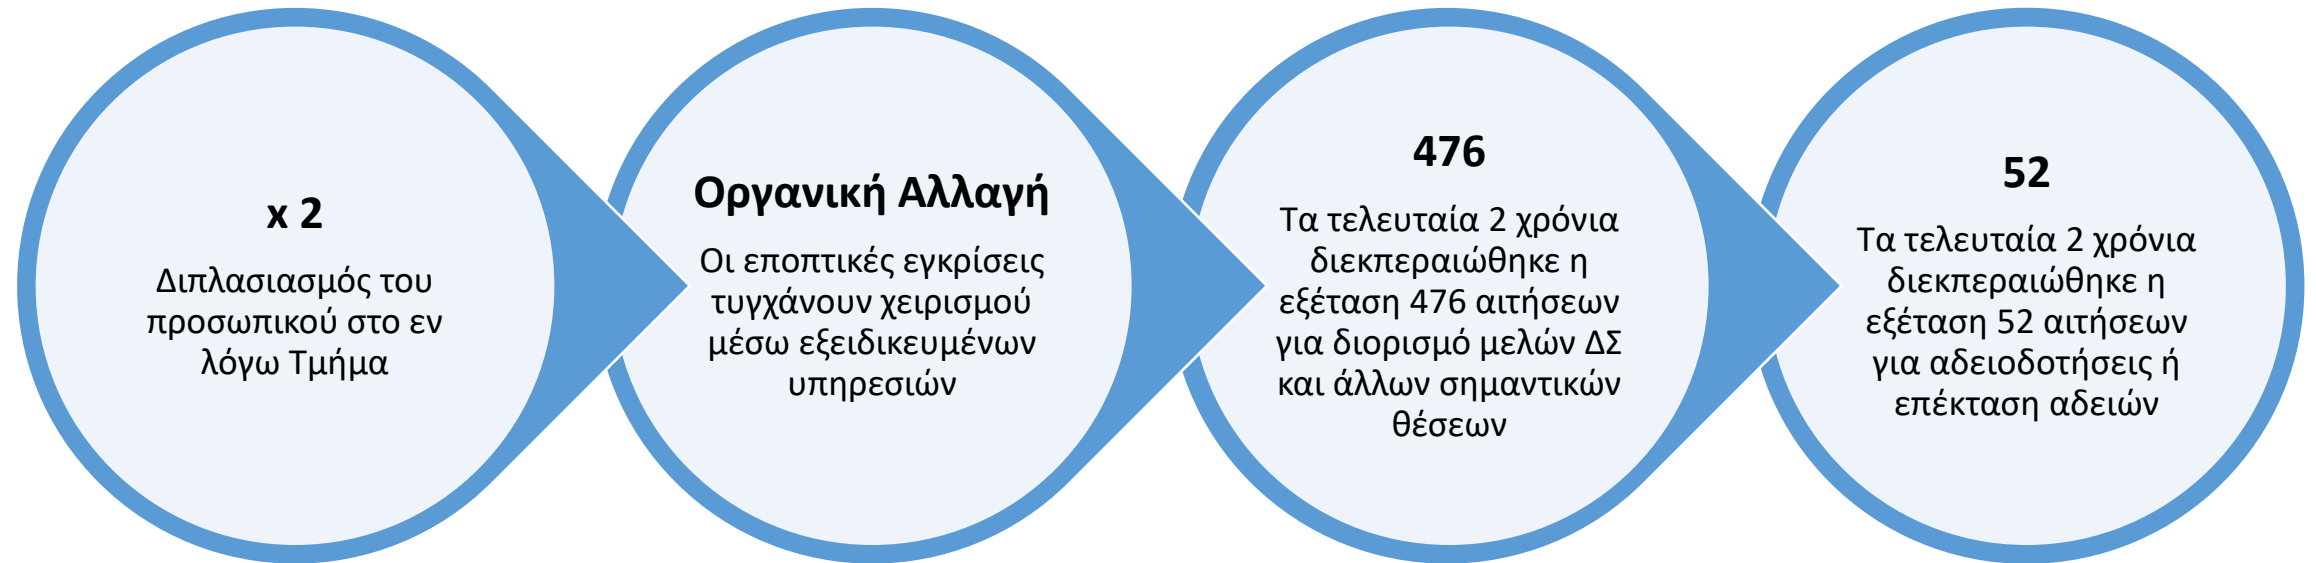 x 2
Διπλασιασμός του
προσωπικού στο εν
λόγω Τμήμα
Οργανική Αλλαγή
Οι εποπτικές εγκρίσεις
τυγχάνουν χειρισμού
μέσω εξειδικευμένων
υπηρεσιών
476
Τα τελευταία 2 χρόνια
διεκπεραιώθηκε η
εξέταση 476 αιτήσεων
για διορισμό μελών ΔΣ
και άλλων σημαντικών
θέσεων
52
Τα τελευταία 2 χρόνια
διεκπεραιώθηκε η
εξέταση 52 αιτήσεων
για αδειοδοτήσεις ή
επέκταση αδειών